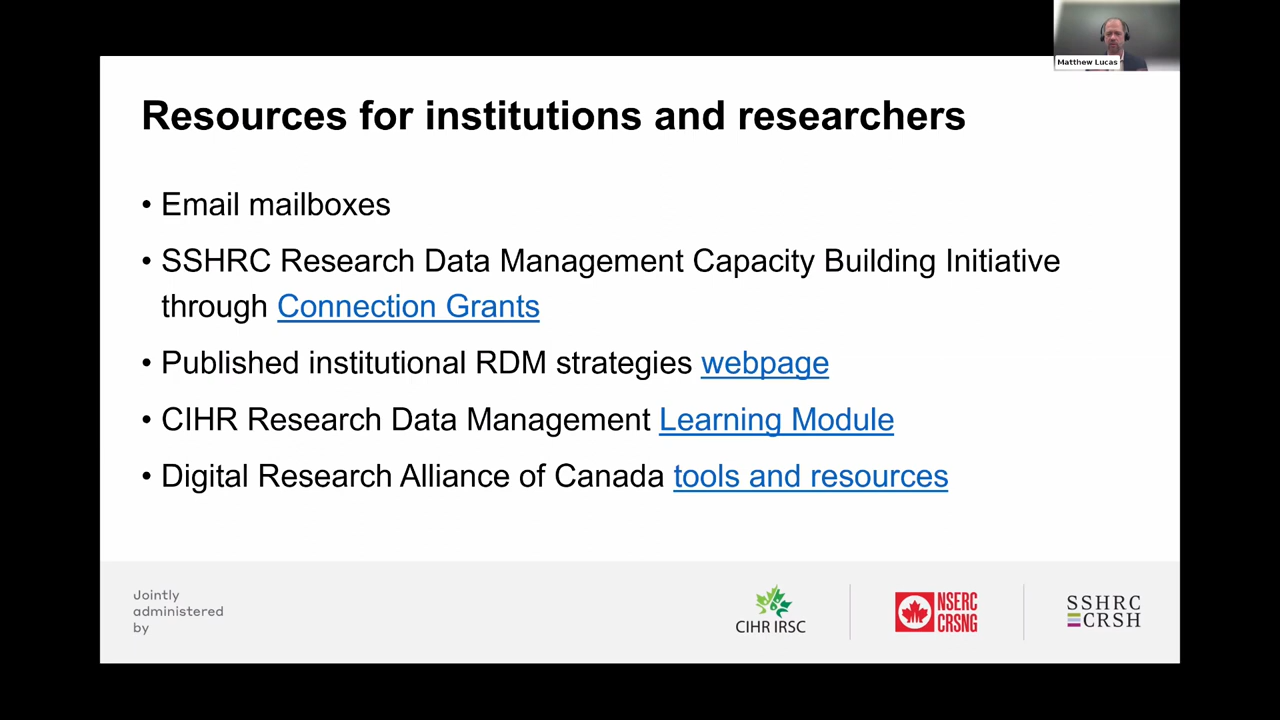 Matthew Lucas
Resources for institutions and researchers
• Email mailboxes
• SSHRC Research Data Management Capacity Building Initiative
through Connection Grants
• Published institutional RDM strategies webpage
• CIHR Research Data Management Learning Module
• Digital Research Alliance of Canada tools and resources
Jointly
administered
by
CIHR IRSC
NSERC
CRSNG
SSHRC
CRSH